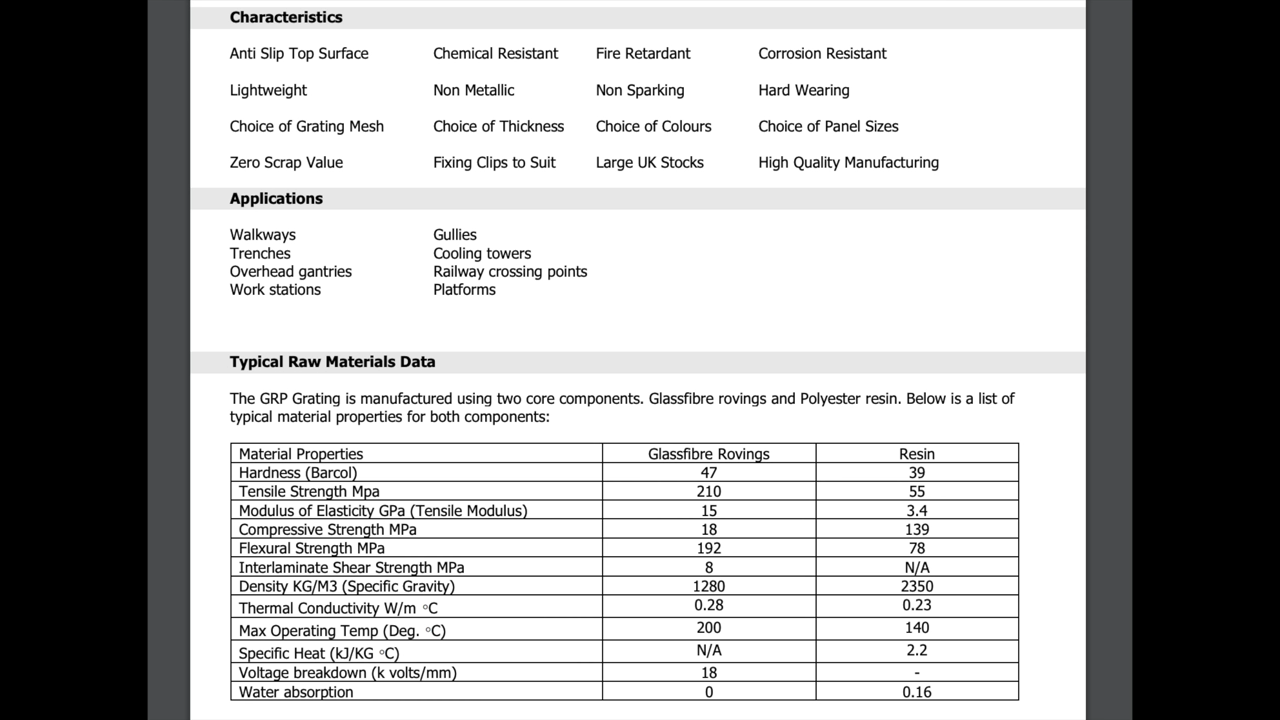 Characteristics
Anti Slip Top Surface Chemical Resistant Fire Retardant Corrosion Resistant
Lightweight Non Metallic Non Sparking Hard Wearing
Choice of Grating Mesh Choice of Thickness Choice of Colours Choice of Panel Sizes
Zero Scrap Value Fixing Clips to Suit Large UK Stocks High Quality Manufacturing
Applications
Walkways Gullies
Trenches Cooling towers
Overhead gantries Railway crossing points
Work stations Platforms
Typical Raw Materials Data
The GRP Grating is manufactured using two core components. Glassfibre rovings and Polyester resin. Below is a list of
typical material properties for both components:
Material Properties Glassfibre Rovings Resin
Hardness (Barcol) 47 39
Tensile Strength Mpa 210 55
Modulus of Elasticity GPa (Tensile Modulus) 15 3.4
Compressive Strength MPa 18 139
Flexural Strength MPa 192 78
Interlaminate Shear Strength MPa 8 N/A
Density KG/M3 (Specific Gravity) 1280 2350
Thermal Conductivity W/m °C 0.28 0.23
Max Operating Temp (Deg. °C) 200 140
Specific Heat (kJ/KG °C) N/A 2.2
Voltage breakdown (k volts/mm) 18 -
Water absorption 0 0.16